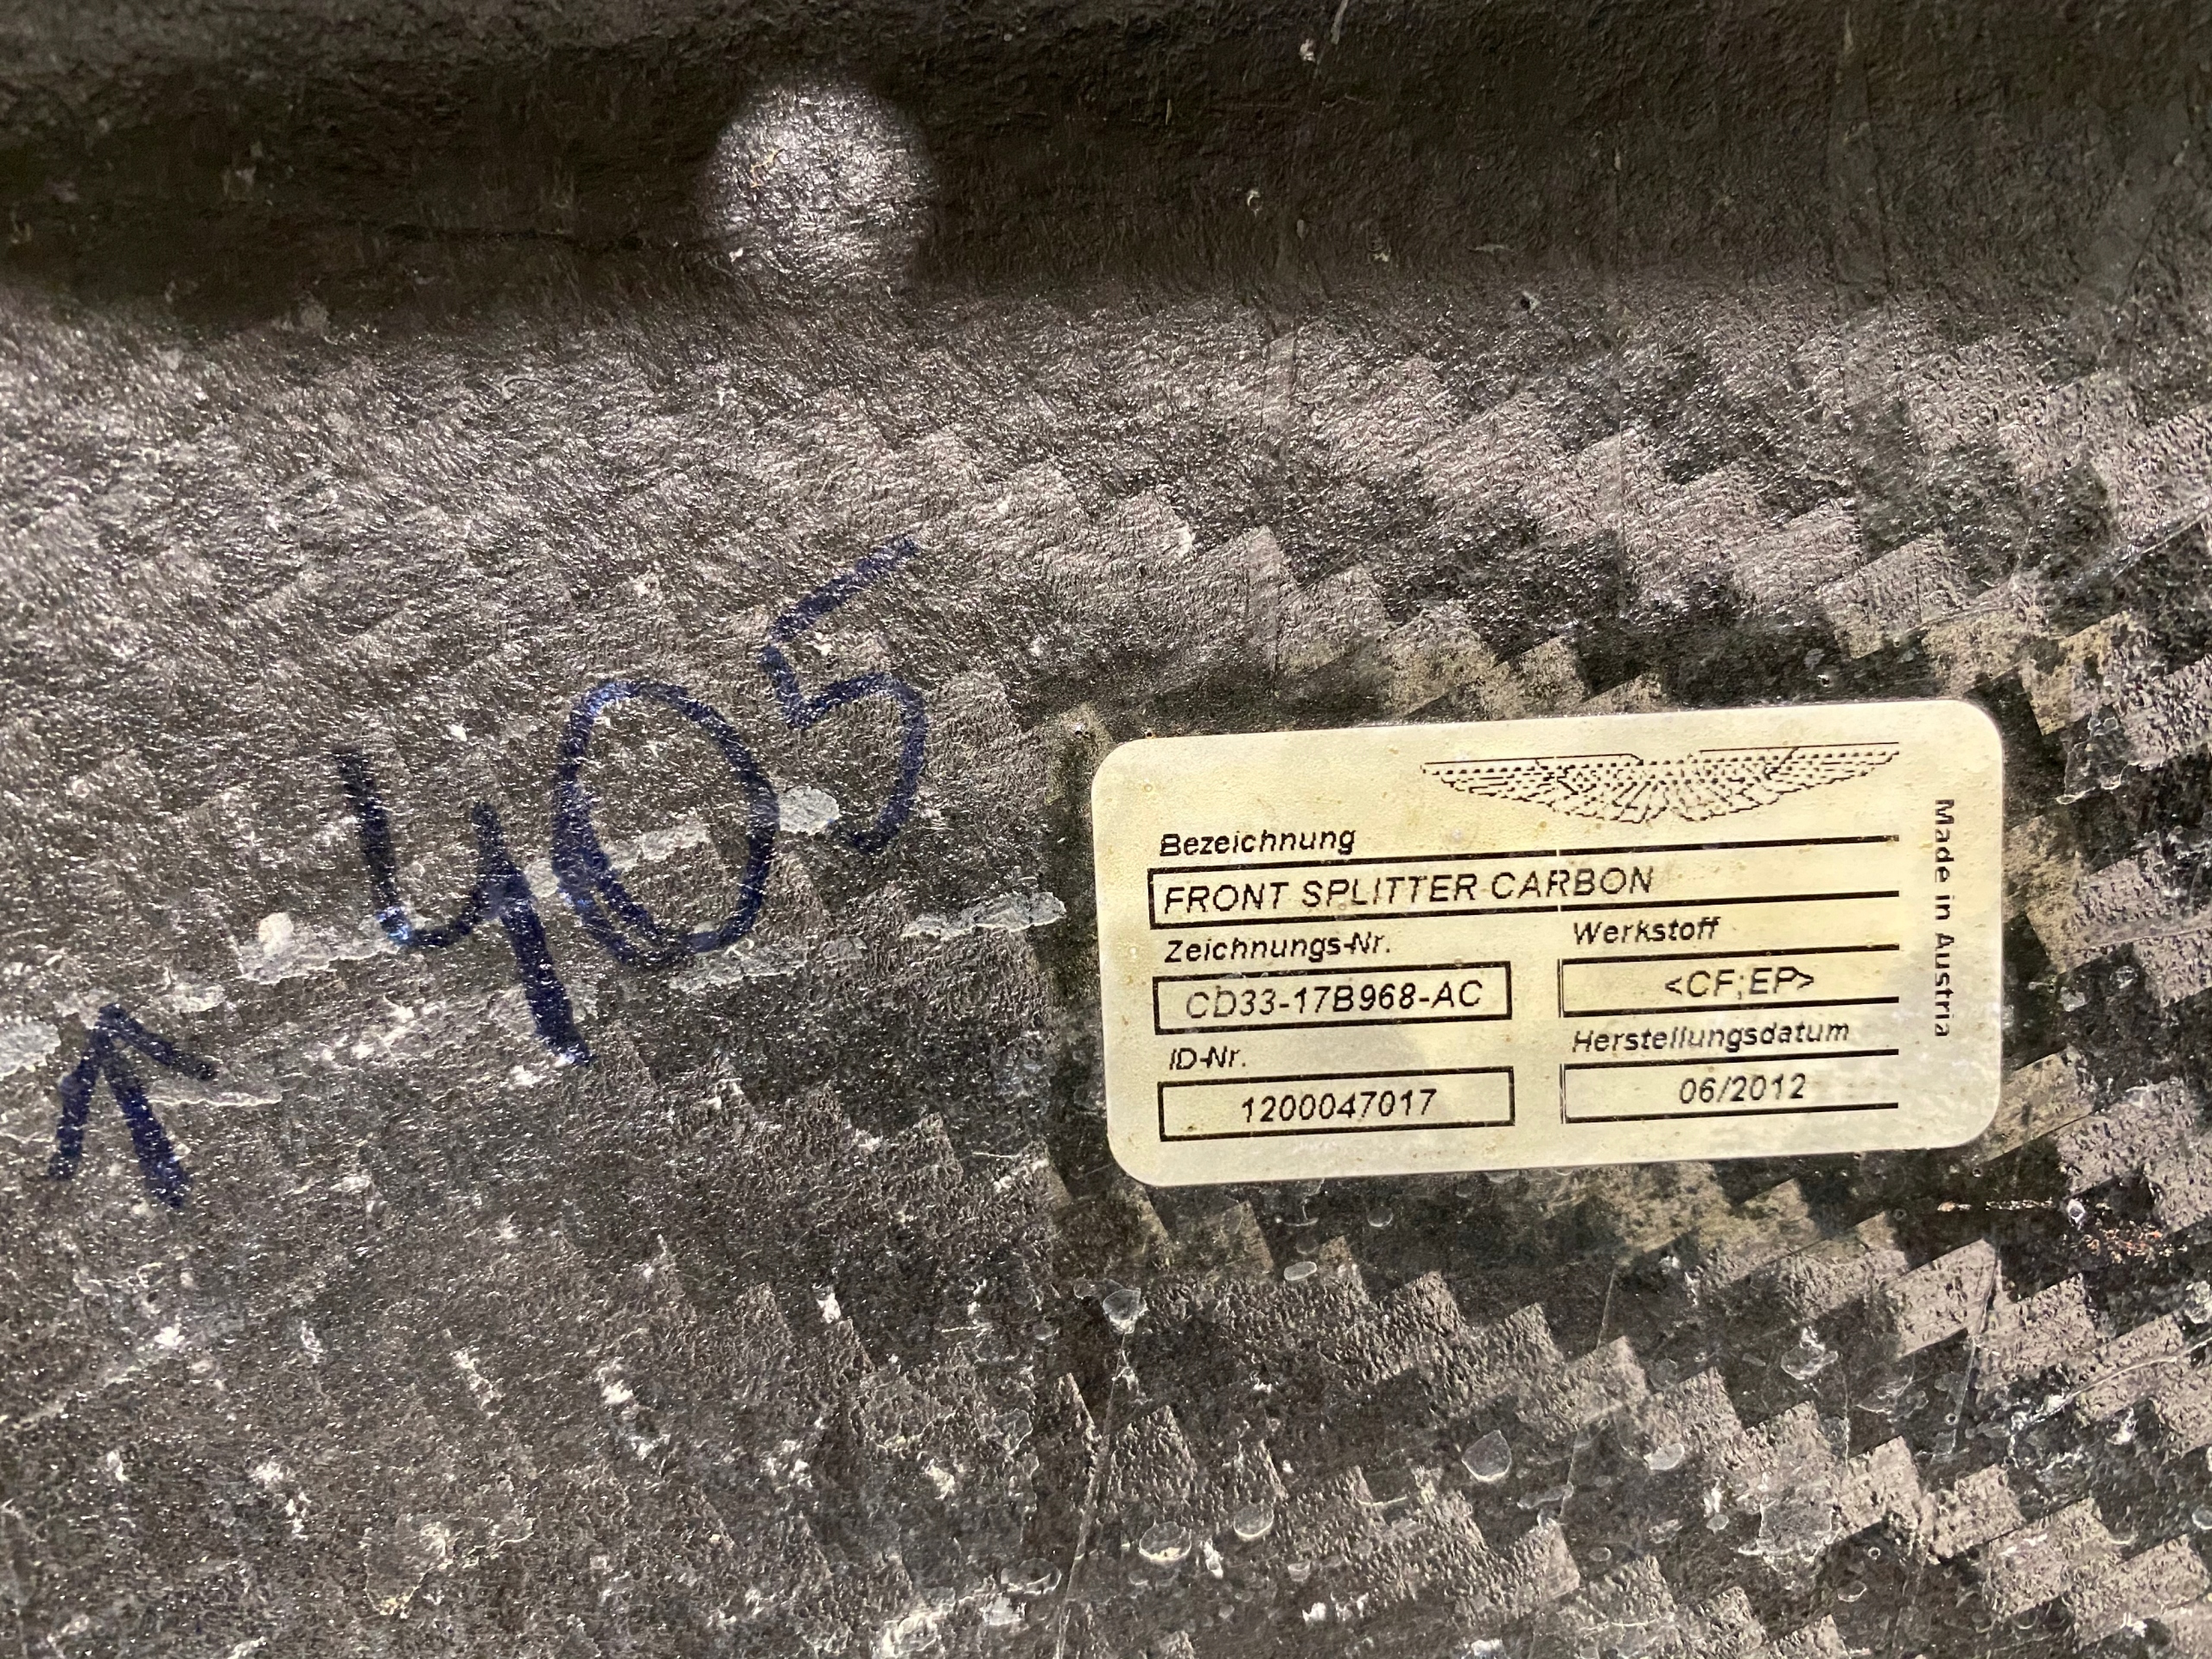 405
Bezeichnung
FRONT SPLITTER CARBON
Zeichnungs-Nr.
Werkstoff
CD33-17B968-AC
<CF;EP>
ID-Nr.
Herstellungsdatum
1200047017
06/2012
Made in Austria